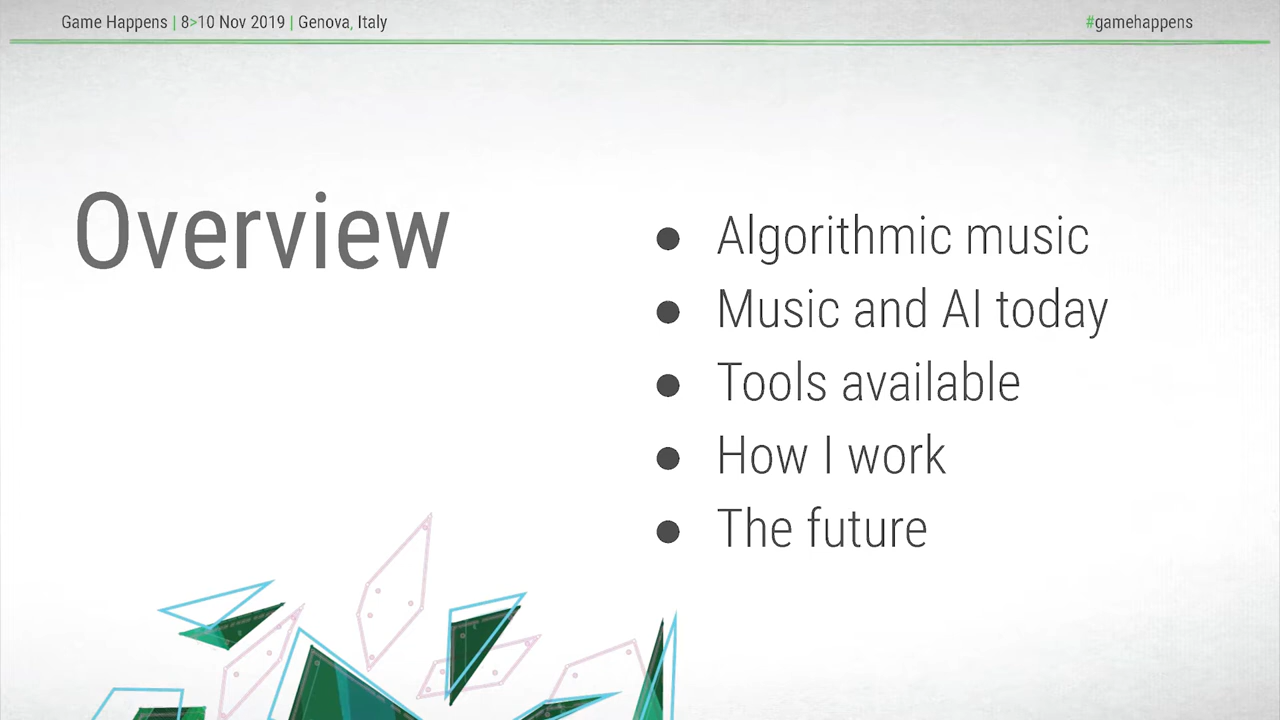 Game Happens | 8>10 Nov 2019 | Genova, Italy
#gamehappens
Overview
● Algorithmic music
● Music and AI today
● Tools available
● How I work
● The future